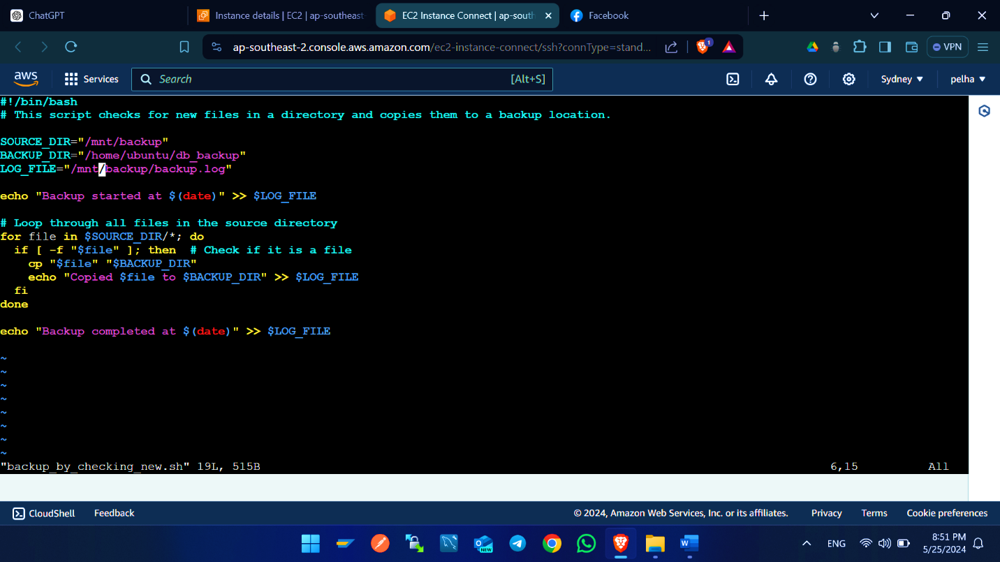 ChatGPT
Instance details | EC2 | ap-southeast-
EC2 Instance Connect | ap-south
Facebook
ap-southeast-2.console.aws.amazon.com/ec2-instance-connect/ssh?connType=stand...
1
VPN
aws
Services
Search
[Alt+S]
Sydney
pelha
#!/bin/bash
# This script checks for new files in a directory and copies them to a backup location.
SOURCE_DIR="/mnt/backup"
BACKUP_DIR="/home/ubuntu/db_backup"
LOG_FILE="/mnt/backup/backup.log"
echo "Backup started at $(date)" >> $LOG_FILE
# Loop through all files in the source directory
for file in $SOURCE_DIR/*; do
  if [ -f "$file" ]; then  # Check if it is a file
    cp "$file" "$BACKUP_DIR"
    echo "Copied $file to $BACKUP_DIR" >> $LOG_FILE
  fi
done
echo "Backup completed at $(date)" >> $LOG_FILE
~
~
~
~
~
~
~
~
"backup_by_checking_new.sh" 19L, 515B
6,15
All
CloudShell
Feedback
© 2024, Amazon Web Services, Inc. or its affiliates.
Privacy
Terms
Cookie preferences
NEW
W
ENG
8:51 PM
5/25/2024